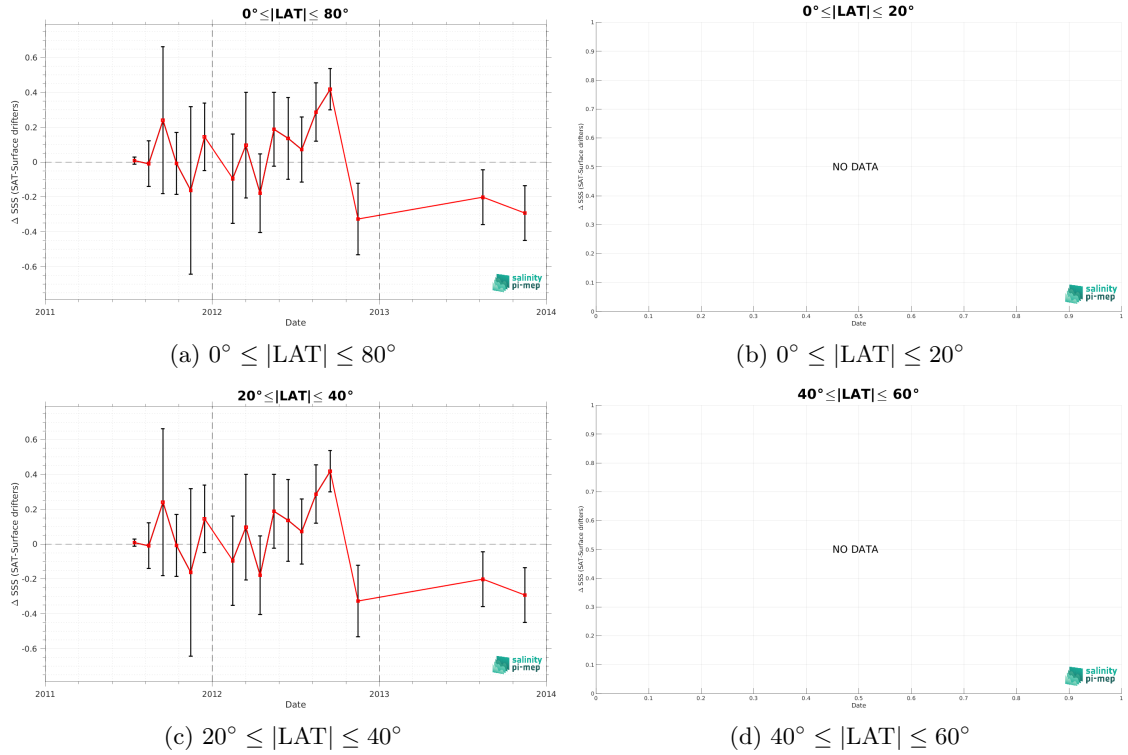 0°≤|LAT|≤ 80°
Δ SSS (SAT-Surface drifters)
0.6
0.4
0.2
0
-0.2
-0.4
-0.6
2011
2012
2013
2014
Date
salinity
pi-mep
(a) 0° ≤ |LAT| ≤ 80°
0°≤|LAT|≤ 20°
Δ SSS (SAT-Surface drifters)
1
0.9
0.8
0.7
0.6
0.5
0.4
0.3
0.2
0.1
0
NO DATA
0
0.1
0.2
0.3
0.4
0.5
0.6
0.7
0.8
0.9
1
Date
salinity
pi-mep
(b) 0° ≤ |LAT| ≤ 20°
20°≤|LAT|≤ 40°
Δ SSS (SAT-Surface drifters)
0.6
0.4
0.2
0
-0.2
-0.4
-0.6
2011
2012
2013
2014
Date
salinity
pi-mep
(c) 20° ≤ |LAT| ≤ 40°
40°≤|LAT|≤ 60°
Δ SSS (SAT-Surface drifters)
1
0.9
0.8
0.7
0.6
0.5
0.4
0.3
0.2
0.1
0
NO DATA
0
0.1
0.2
0.3
0.4
0.5
0.6
0.7
0.8
0.9
1
Date
salinity
pi-mep
(d) 40° ≤ |LAT| ≤ 60°